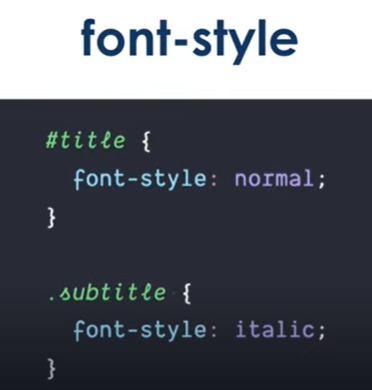 font-style
#title {
font-style: normal;
}
.subtitle {
font-style: italic;
}